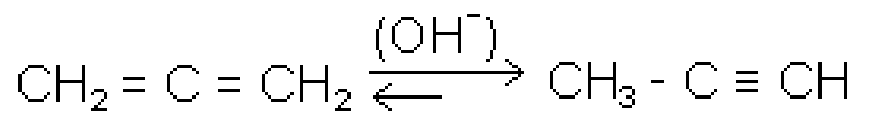 (OH⁻)
CH₂ = C = CH₂ ⇄ CH₃ - C ≡ CH